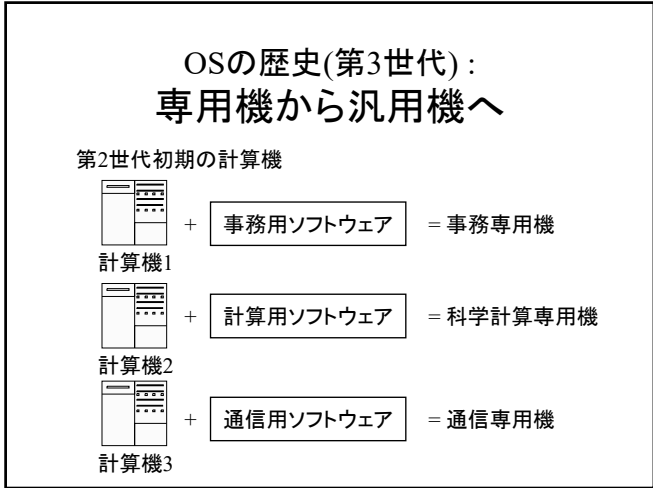 OSの歴史(第3世代) :
専用機から汎用機へ
第2世代初期の計算機
+ 事務用ソフトウェア = 事務専用機
計算機1
+ 計算用ソフトウェア = 科学計算専用機
計算機2
+ 通信用ソフトウェア = 通信専用機
計算機3